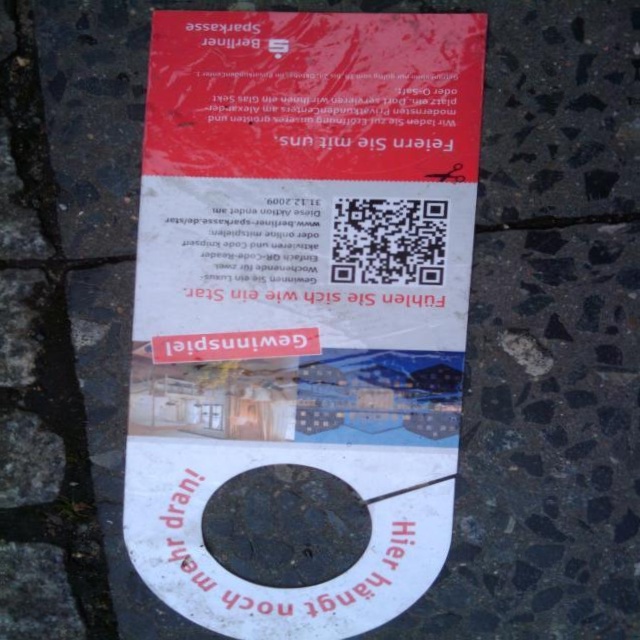 Hier hängt noch mehr dran!
Gewinnspiel
Fühlen Sie sich wie ein Star.
Gewinnen Sie ein Luxus-
Wochenende für zwei:
Einfach QR-Code-Reader
aktivieren und Code knipsen
oder online mitspielen:
www.berliner-sparkasse.de/star
Diese Aktion endet am
31.12.2009
Feiern Sie mit uns.
Wir laden Sie zur Eröffnung unseres größten und
modernsten PrivatkundenCenters am Alexander-
platz ein. Dort servieren wir Ihnen ein Glas Sekt
oder O-Saft.
Berliner
Sparkasse